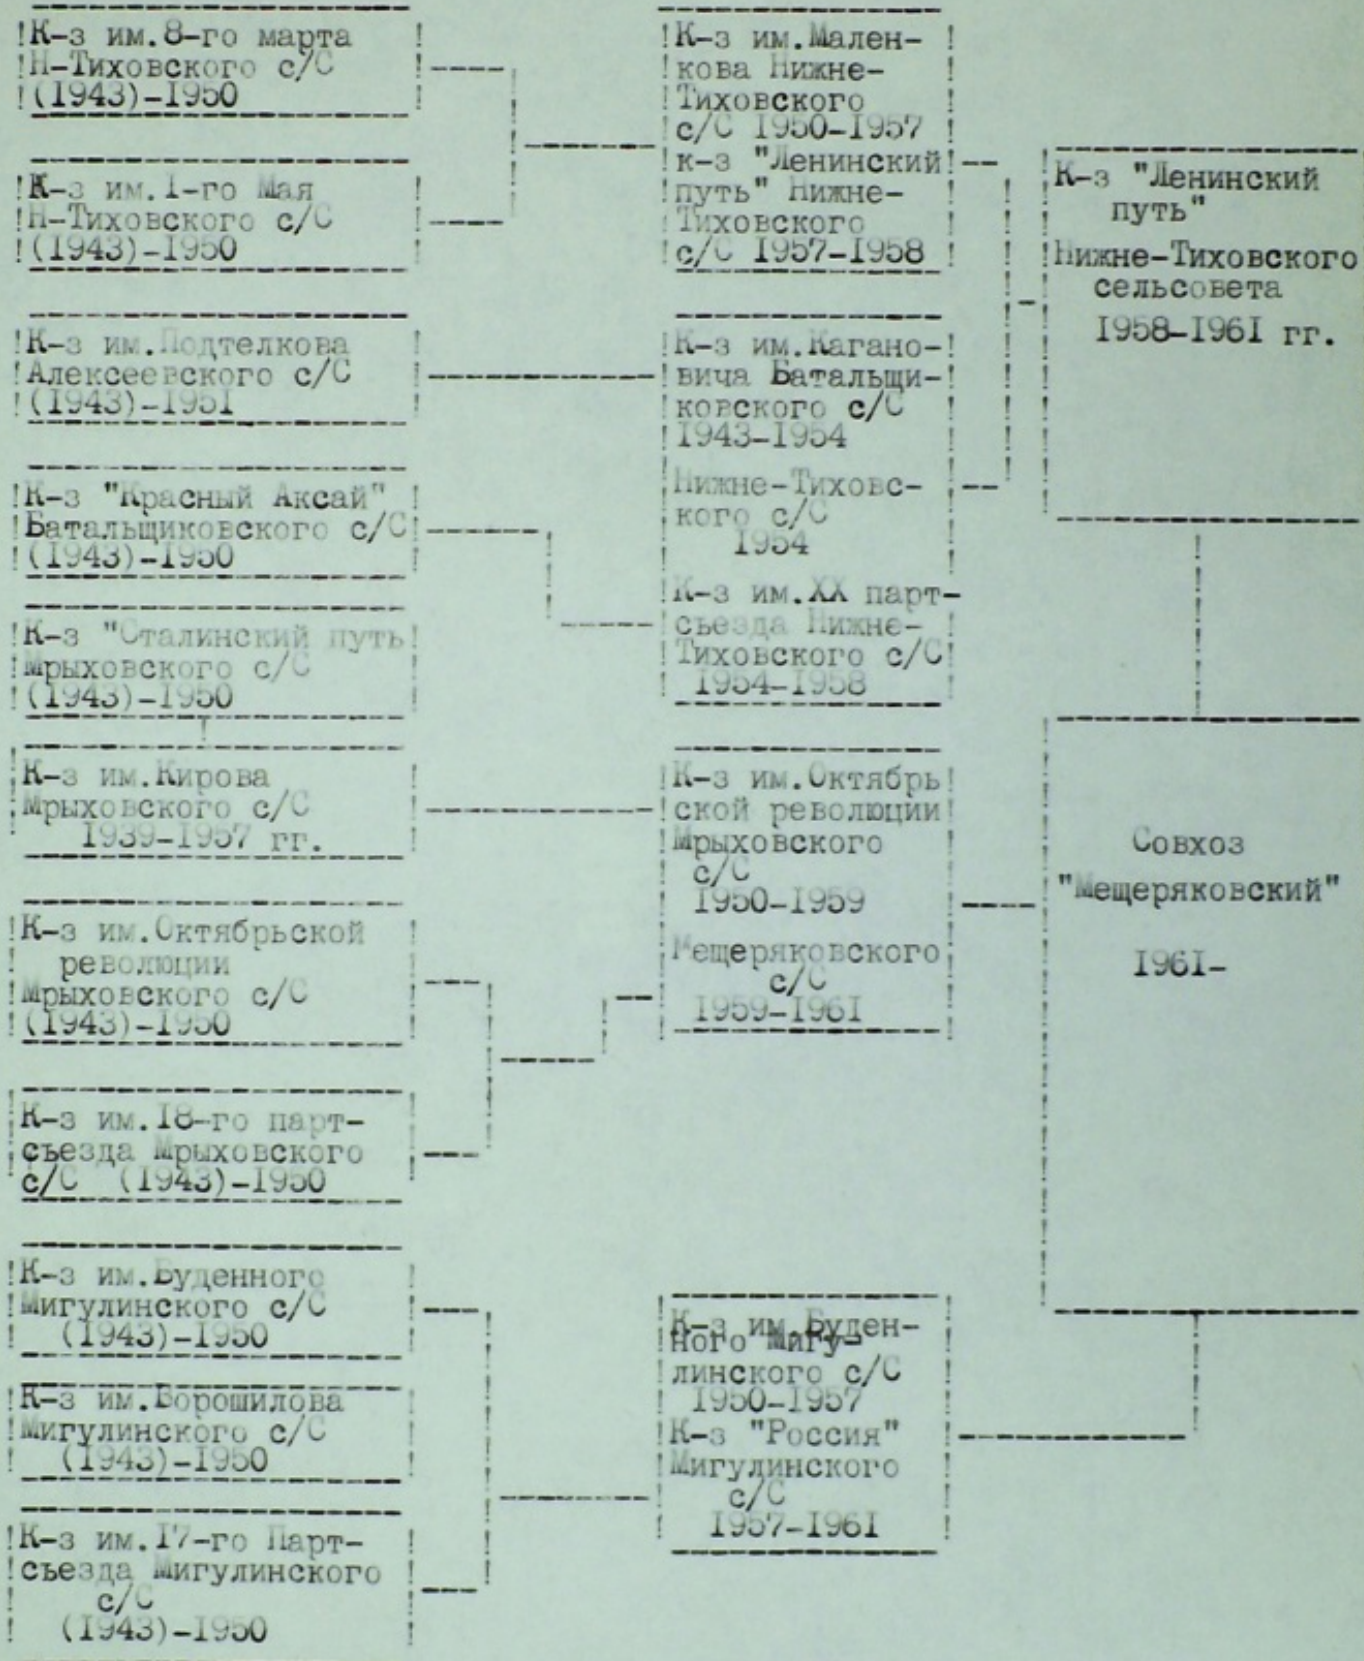 К-з им.8-го марта
Н-Тиховского с/С
(1943)-1950
К-з им.1-го Мая
Н-Тиховского с/С
(1943)-1950
К-з им.Подтелкова
Алексеевского с/С
(1943)-1951
К-з "Красный Аксай"
Батальщиковского с/С
(1943)-1950
К-з "Сталинский путь
Мрыховского с/С
(1943)-1950
К-з им.Кирова
Мрыховского с/С
1939-1957 гг.
К-з им.Октябрьской
революции
Мрыховского с/С
(1943)-1950
К-з им.18-го парт-
съезда Мрыховского
с/С (1943)-1950
К-з им.Буденного
Мигулинского с/С
(1943)-1950
К-з им.Ворошилова
Мигулинского с/С
(1943)-1950
К-з им.17-го Парт-
съезда Мигулинского
с/С
(1943)-1950
К-з им.Мален-
кова Нижне-
Тиховского
с/С 1950-1957
к-з "Ленинский
путь" Нижне-
Тиховского
с/С 1957-1958
К-з им.Кагано-
вича Батальщи-
ковского с/С
1943-1954
Нижне-Тиховс-
кого с/С
1954
К-з им.XX парт-
съезда Нижне-
Тиховского с/С
1954-1958
К-з им.Октябрь
ской революции
Мрыховского
с/С
1950-1959
Мещеряковского
с/С
1959-1961
К-з им.Буден-
ного Мигу-
линского с/С
1950-1957
К-з "Россия"
Мигулинского
с/С
1957-1961
К-з "Ленинский
путь"
Нижне-Тиховского
сельсовета
1958-1961 гг.
Совхоз
"Мещеряковский"
1961-